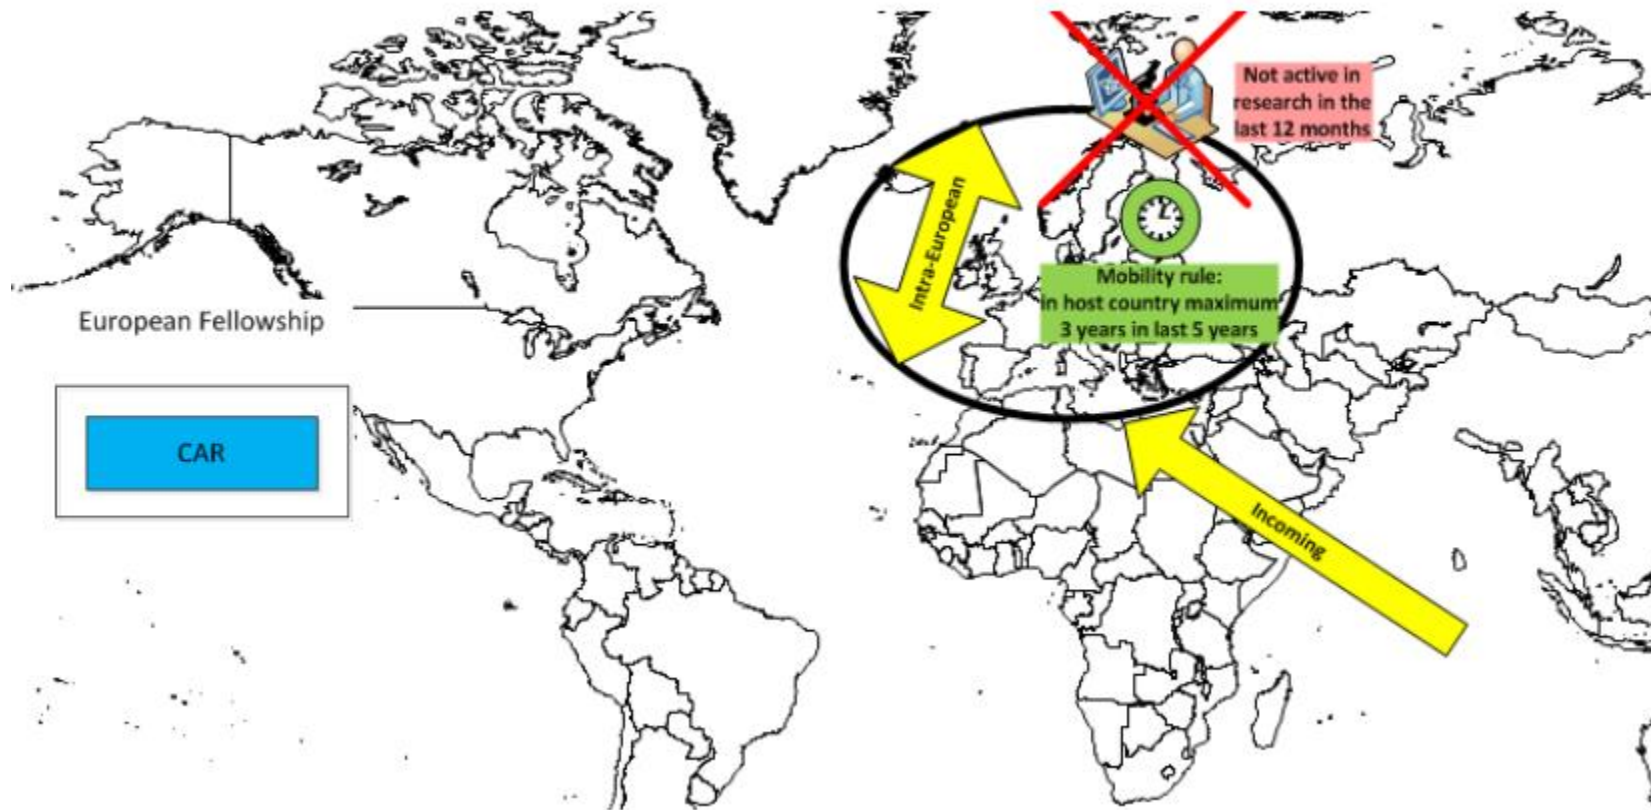 Not active in
research in the
last 12 months
Intra-European
Mobility rule:
in host country maximum
3 years in last 5 years
European Fellowship
CAR
Incoming